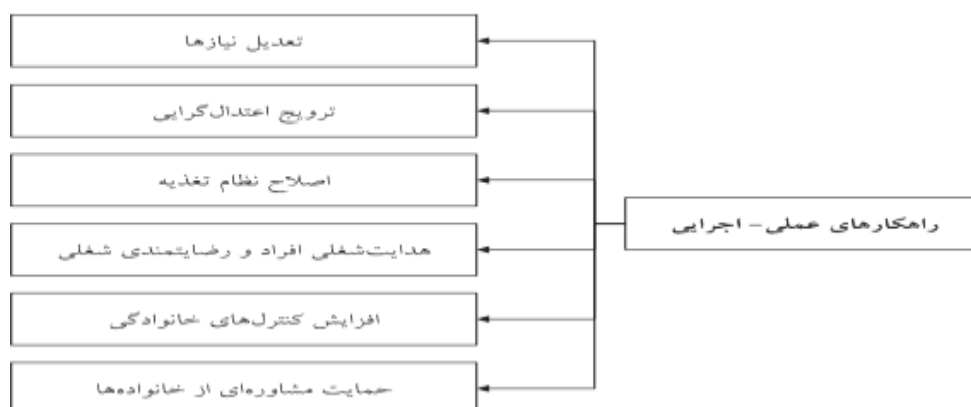 راهکارهای عملی- اجرایی
تعدیل نیازها
ترویج اعتدال‌گرایی
اصلاح نظام تغذیه
هدایت‌شغلی افراد و رضایتمندی شغلی
افزایش کنترل‌های خانوادگی
حمایت مشاوره‌ای از خانواده‌ها